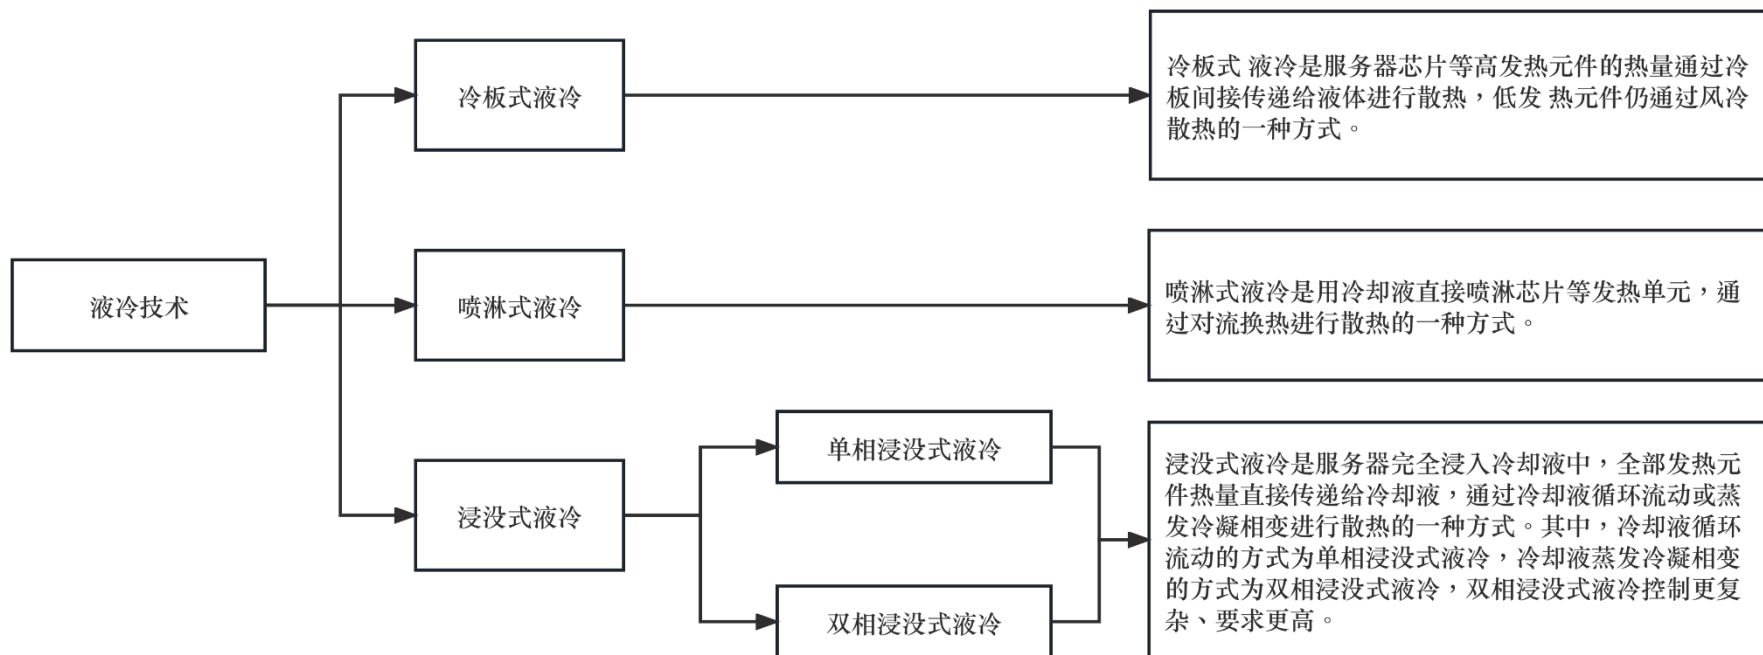 液冷技术
冷板式液冷
冷板式 液冷是服务器芯片等高发热元件的热量通过冷
板间接传递给液体进行散热，低发 热元件仍通过风冷
散热的一种方式。
喷淋式液冷
喷淋式液冷是用冷却液直接喷淋芯片等发热单元，通
过对流换热进行散热的一种方式。
浸没式液冷
单相浸没式液冷
双相浸没式液冷
浸没式液冷是服务器完全浸入冷却液中，全部发热元
件热量直接传递给冷却液，通过冷却液循环流动或蒸
发冷凝相变进行散热的一种方式。其中，冷却液循环
流动的方式为单相浸没式液冷，冷却液蒸发冷凝相变
的方式为双相浸没式液冷，双相浸没式液冷控制更复
杂、要求更高。